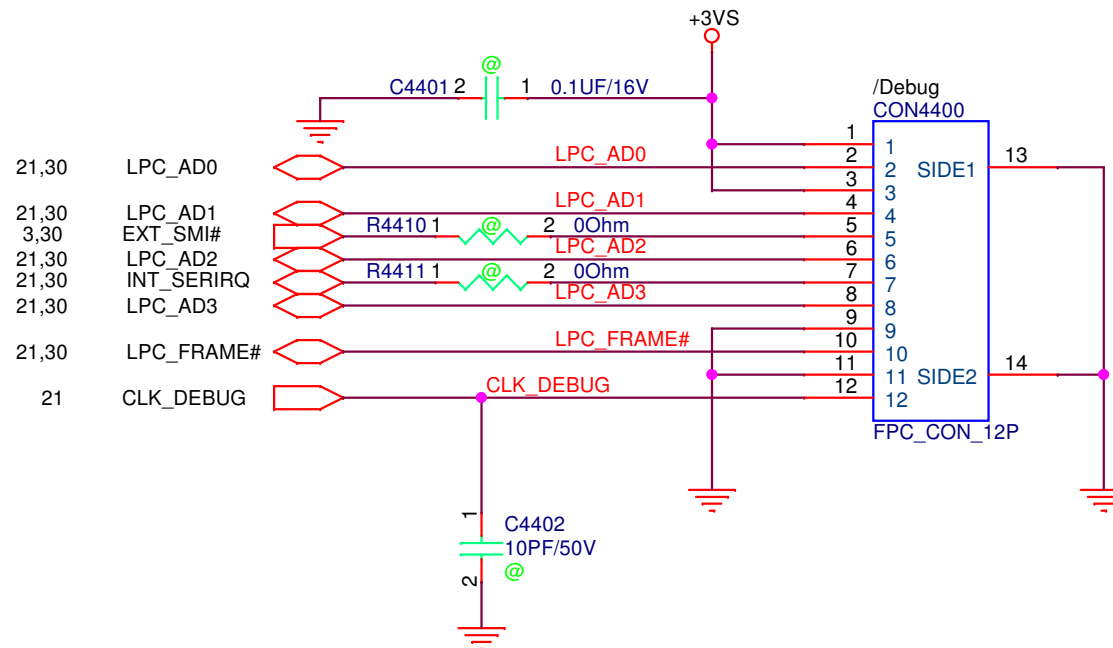 +3VS
@
C4401 2 1 0.1UF/16V
/Debug
CON4400
1 1
21,30 LPC_AD0 LPC_AD0 2 2 SIDE1 13
3 3
21,30 LPC_AD1 LPC_AD1 4 4
3,30 EXT_SMI# R4410 1 @ 2 0Ohm 5 5
21,30 LPC_AD2 LPC_AD2 6 6
21,30 INT_SERIRQ R4411 1 @ 2 0Ohm 7 7
21,30 LPC_AD3 LPC_AD3 8 8
9 9
21,30 LPC_FRAME# LPC_FRAME# 10 10
11 11 SIDE2 14
21 CLK_DEBUG CLK_DEBUG 12 12
FPC_CON_12P
1
C4402
10PF/50V
@
2